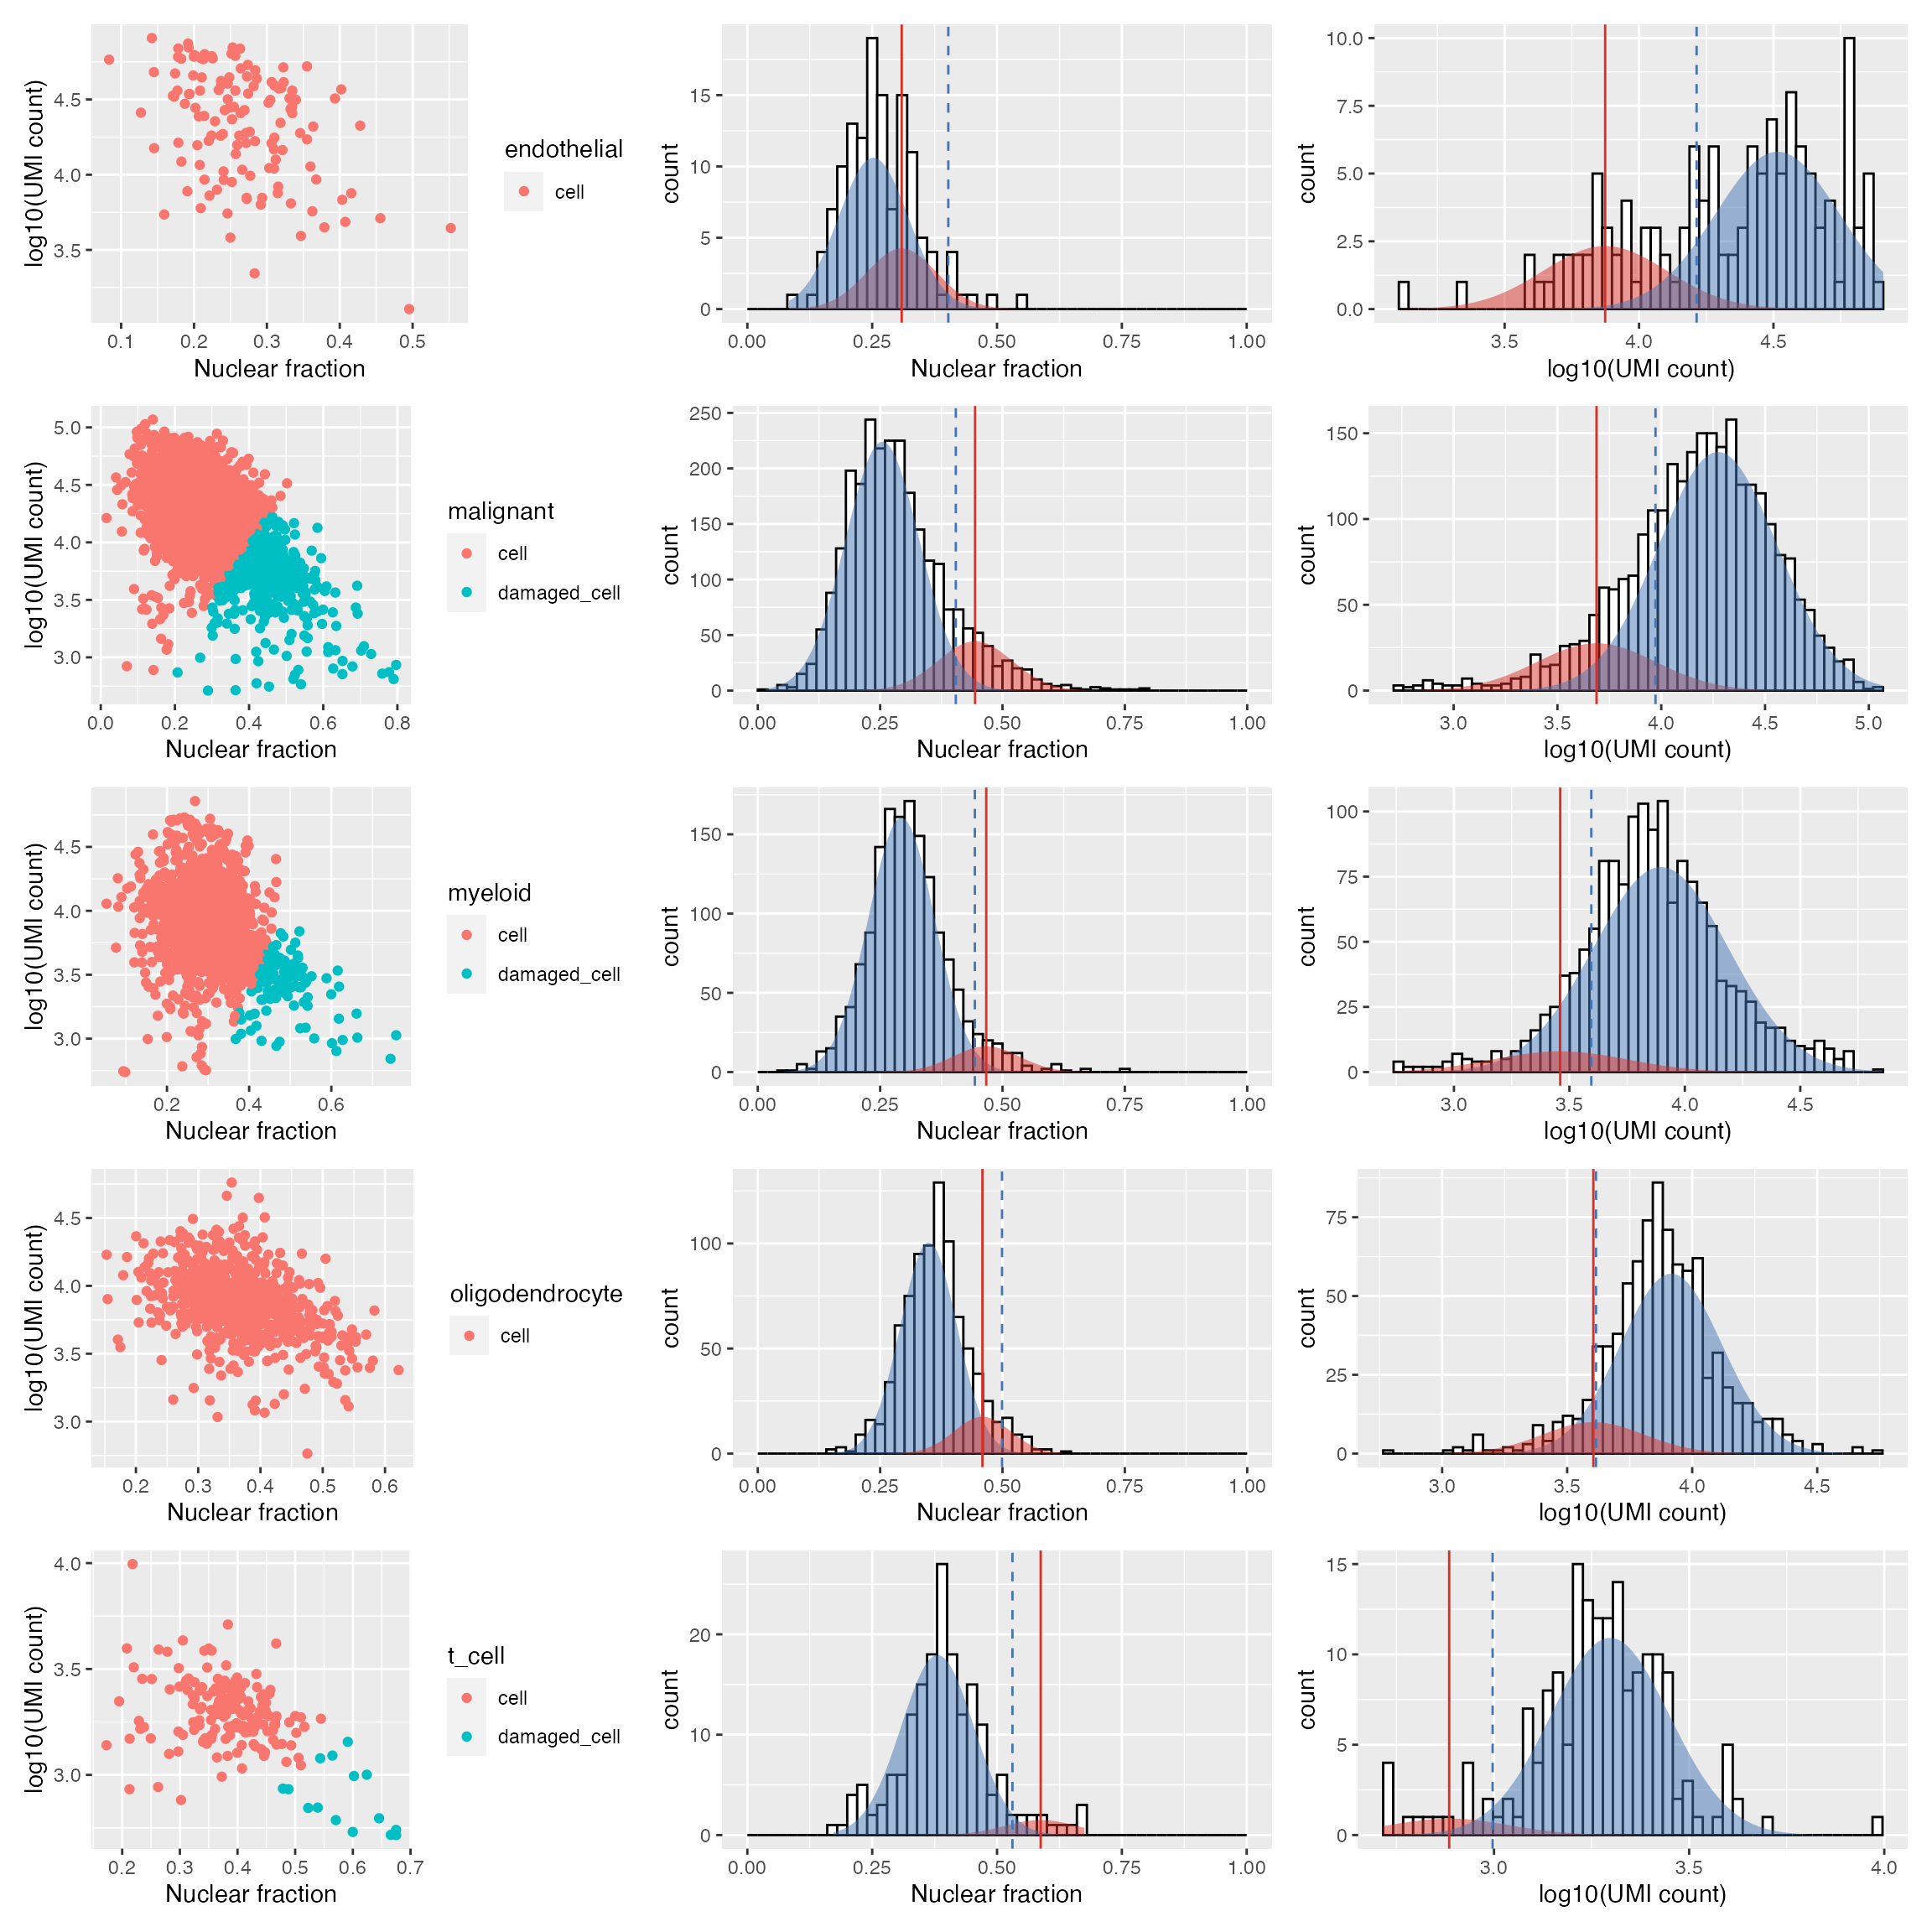 log10(UMI count)
4.5
4.0
3.5
0.1 0.2 0.3 0.4 0.5
Nuclear fraction
endothelial
cell
count
15
10
5
0
0.00 0.25 0.50 0.75 1.00
Nuclear fraction
count
10.0
7.5
5.0
2.5
0.0
3.5 4.0 4.5
log10(UMI count)
log10(UMI count)
5.0
4.5
4.0
3.5
3.0
0.0 0.2 0.4 0.6 0.8
Nuclear fraction
malignant
cell
damaged_cell
count
250
200
150
100
50
0
0.00 0.25 0.50 0.75 1.00
Nuclear fraction
count
150
100
50
0
3.0 3.5 4.0 4.5 5.0
log10(UMI count)
log10(UMI count)
4.5
4.0
3.5
3.0
0.2 0.4 0.6
Nuclear fraction
myeloid
cell
damaged_cell
count
150
100
50
0
0.00 0.25 0.50 0.75 1.00
Nuclear fraction
count
100
75
50
25
0
3.0 3.5 4.0 4.5
log10(UMI count)
log10(UMI count)
4.5
4.0
3.5
3.0
0.2 0.3 0.4 0.5 0.6
Nuclear fraction
oligodendrocyte
cell
count
100
50
0
0.00 0.25 0.50 0.75 1.00
Nuclear fraction
count
75
50
25
0
3.0 3.5 4.0 4.5
log10(UMI count)
log10(UMI count)
4.0
3.5
3.0
0.2 0.3 0.4 0.5 0.6 0.7
Nuclear fraction
t_cell
cell
damaged_cell
count
20
10
0
0.00 0.25 0.50 0.75 1.00
Nuclear fraction
count
15
10
5
0
3.0 3.5 4.0
log10(UMI count)